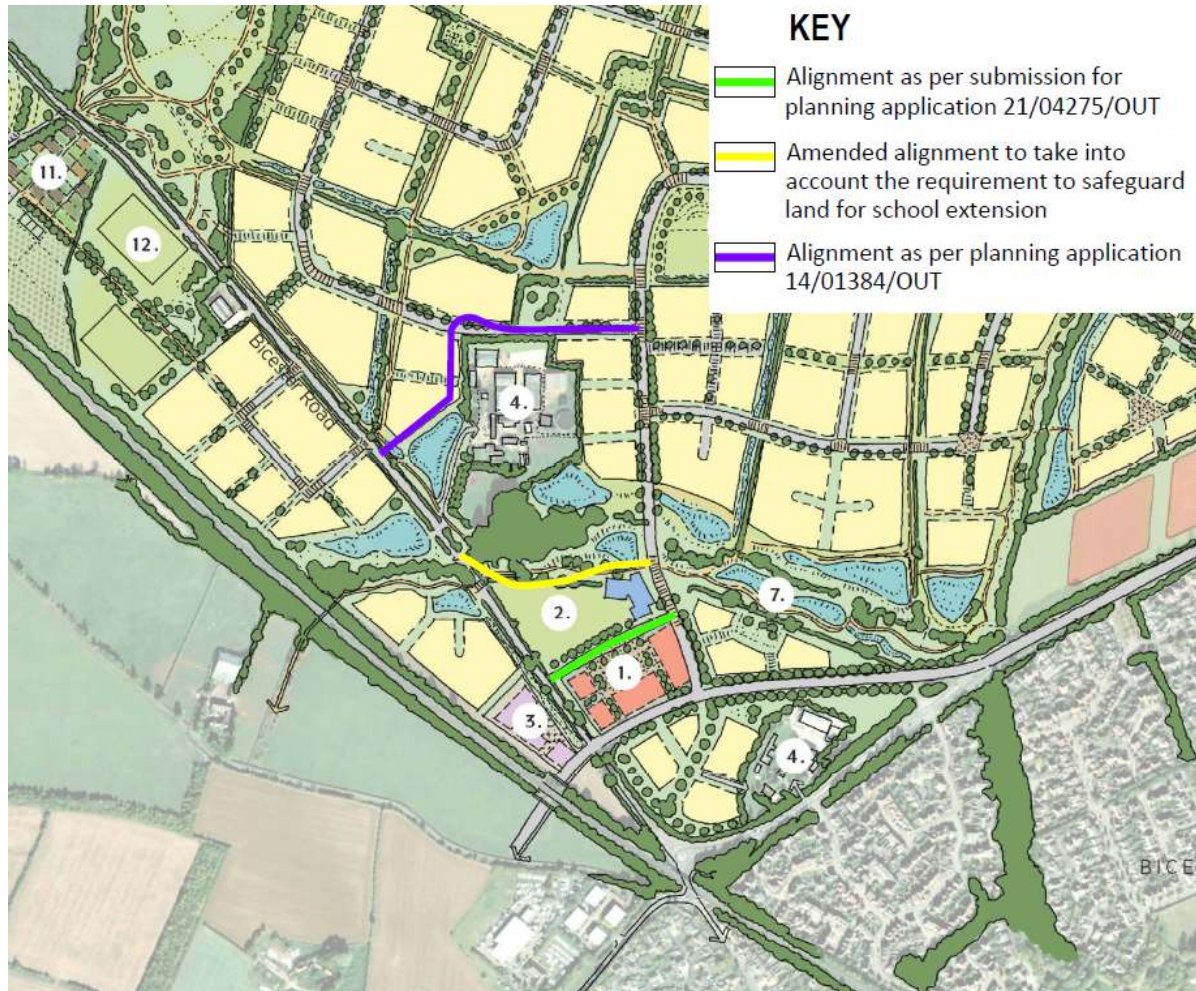 KEY
Alignment as per submission for
planning application 21/04275/OUT
Amended alignment to take into
account the requirement to safeguard
land for school extension
Alignment as per planning application
14/01384/OUT
11.
12.
Bicester Road
4.
7.
2.
1.
3.
4.
BICE